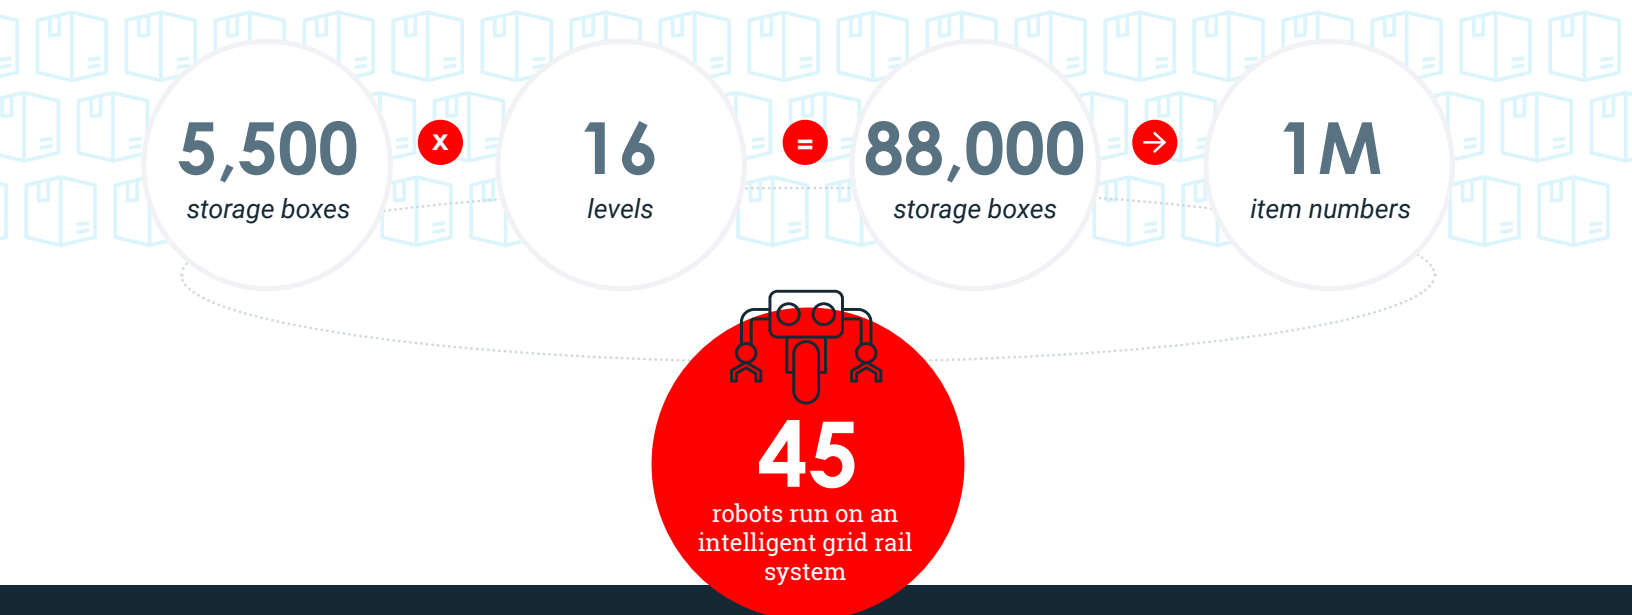 5,500
storage boxes
x
16
levels
=
88,000
storage boxes
→
1M
item numbers
45
robots run on an
intelligent grid rail
system